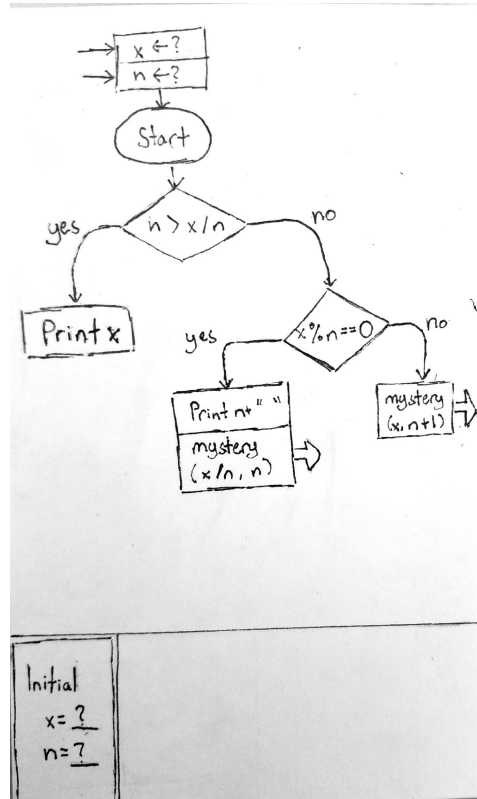 x ← ?
n ← ?
Start
n > x/n
yes
no
Print x
x%n==0
yes
no
Print n+ " "
mystery
(x/n, n)
mystery
(x, n+1)
Initial
x= ?
n= ?